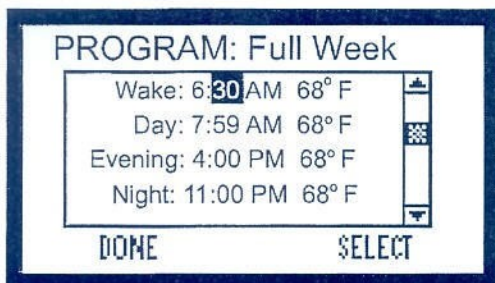 PROGRAM: Full Week
Wake: 6:30 AM 68° F
Day: 7:59 AM 68° F
Evening: 4:00 PM 68° F
Night: 11:00 PM 68° F
DONE SELECT